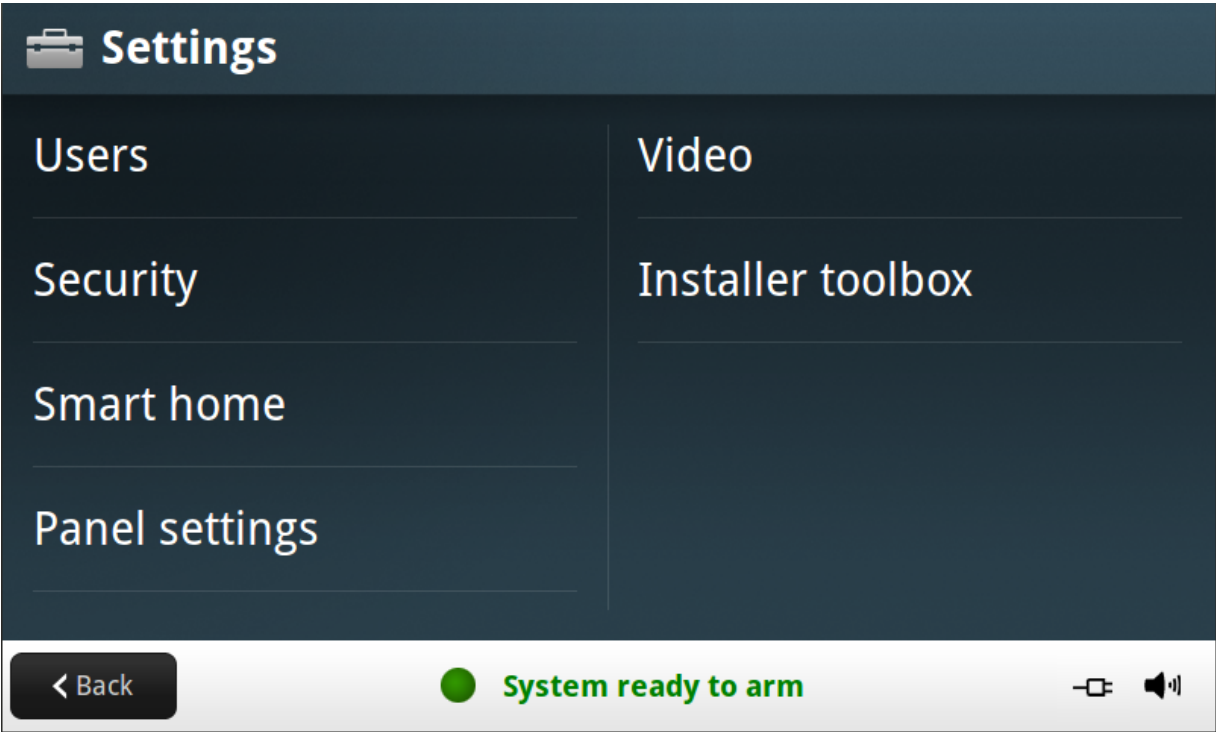 Settings
Users
Security
Smart home
Panel settings
Video
Installer toolbox
Back
System ready to arm